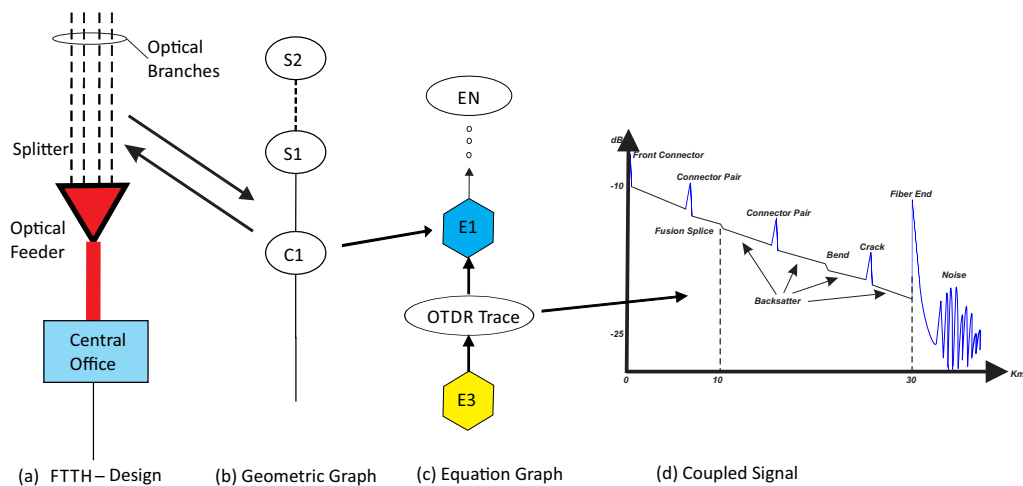 Optical
Branches
Splitter
Optical
Feeder
Central
Office
(a) FTTH – Design
S2
S1
C1
(b) Geometric Graph
EN
E1
OTDR Trace
E3
(c) Equation Graph
dB
Front Connector
-10
Connector Pair
Fusion Splice
Connector Pair
Bend
Crack
Fiber End
Noise
Backsatter
-25
0
10
30
Km
(d) Coupled Signal